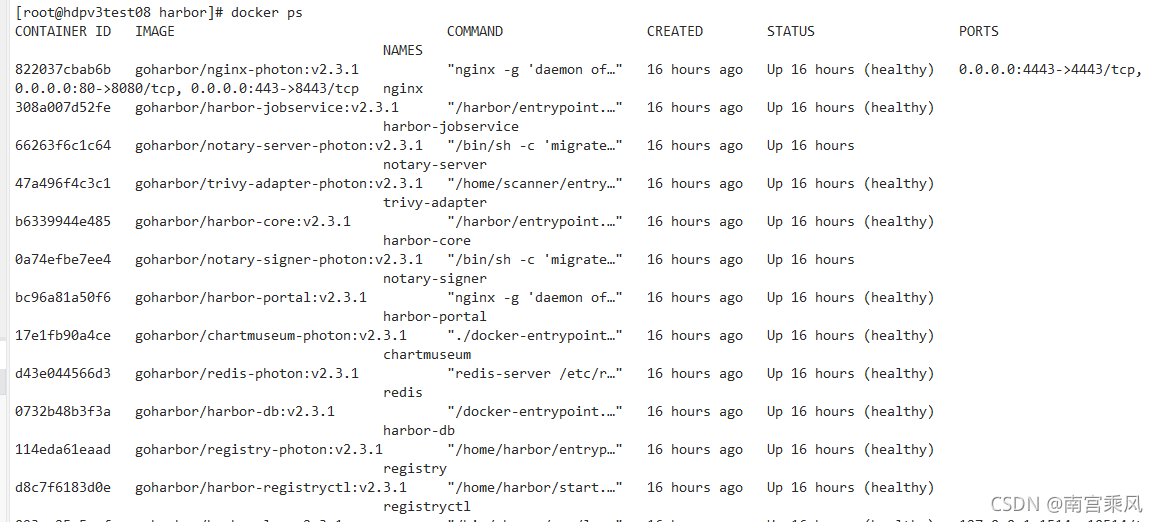 [root@hdpv3test08 harbor]# docker ps
CONTAINER ID   IMAGE                                  COMMAND                  CREATED        STATUS                  PORTS
NAMES
822037cbab6b   goharbor/nginx-photon:v2.3.1           "nginx -g 'daemon of…"   16 hours ago   Up 16 hours (healthy)   0.0.0.0:4443->4443/tcp,
0.0.0.0:80->8080/tcp, 0.0.0.0:443->8443/tcp   nginx
308a007d52fe   goharbor/harbor-jobservice:v2.3.1      "/harbor/entrypoint.…"   16 hours ago   Up 16 hours (healthy)
harbor-jobservice
66263f6c1c64   goharbor/notary-server-photon:v2.3.1   "/bin/sh -c 'migrate…"   16 hours ago   Up 16 hours
notary-server
47a496f4c3c1   goharbor/trivy-adapter-photon:v2.3.1   "/home/scanner/entry…"   16 hours ago   Up 16 hours (healthy)
trivy-adapter
b6339944e485   goharbor/harbor-core:v2.3.1            "/harbor/entrypoint.…"   16 hours ago   Up 16 hours (healthy)
harbor-core
0a74efbe7ee4   goharbor/notary-signer-photon:v2.3.1   "/bin/sh -c 'migrate…"   16 hours ago   Up 16 hours
notary-signer
bc96a81a50f6   goharbor/harbor-portal:v2.3.1          "nginx -g 'daemon of…"   16 hours ago   Up 16 hours (healthy)
harbor-portal
17e1fb90a4ce   goharbor/chartmuseum-photon:v2.3.1     "./docker-entrypoint…"   16 hours ago   Up 16 hours (healthy)
chartmuseum
d43e044566d3   goharbor/redis-photon:v2.3.1           "redis-server /etc/r…"   16 hours ago   Up 16 hours (healthy)
redis
0732b48b3f3a   goharbor/harbor-db:v2.3.1              "/docker-entrypoint.…"   16 hours ago   Up 16 hours (healthy)
harbor-db
114eda61eaad   goharbor/registry-photon:v2.3.1        "/home/harbor/entryp…"   16 hours ago   Up 16 hours (healthy)
registry
d8c7f6183d0e   goharbor/harbor-registryctl:v2.3.1     "/home/harbor/start.…"   16 hours ago   Up 16 hours (healthy)
registryctl
CSDN @南宫乘风